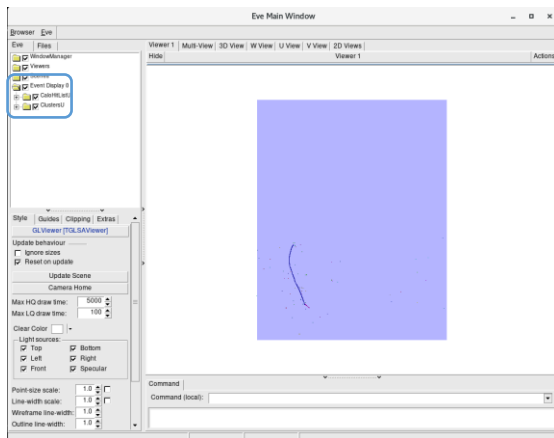 Eve Main Window
Browser Eve
Eve Files
WindowManager
Viewers
Scenes
Event Display 0
CaloHitListU
ClustersU
Style Guides Clipping Extras
GLViewer [TGLSAViewer]
Update behaviour
Ignore sizes
Reset on update
Update Scene
Camera Home
Max HQ draw time: 5000
Max LQ draw time: 100
Clear Color
Light sources:
Top Bottom
Left Right
Front Specular
Point-size scale: 1.0
Line-width scale: 1.0
Wireframe line-width: 1.0
Outline line-width: 1.0
Viewer 1 Multi-View 3D View W View U View V View 2D Views
Hide Viewer 1 Actions
Command
Command (local):